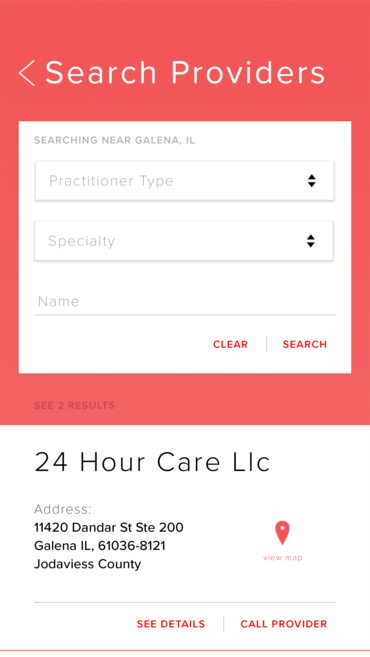 Search Providers
SEARCHING NEAR GALENA, IL
Practitioner Type
Specialty
Name
CLEAR
SEARCH
SEE 2 RESULTS
24 Hour Care Llc
Address:
11420 Dandar St Ste 200
Galena IL, 61036-8121
Jodaviess County
view map
SEE DETAILS
CALL PROVIDER